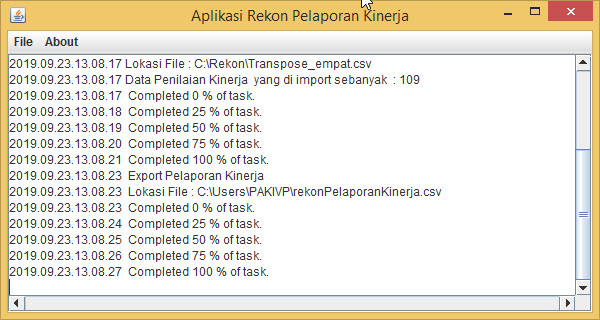 Aplikasi Rekon Pelaporan Kinerja
File About
2019.09.23.13.08.17 Lokasi File : C:\Rekon\Transpose_empat.csv
2019.09.23.13.08.17 Data Penilaian Kinerja  yang di import sebanyak  : 109
2019.09.23.13.08.17  Completed 0 % of task.
2019.09.23.13.08.18  Completed 25 % of task.
2019.09.23.13.08.19  Completed 50 % of task.
2019.09.23.13.08.20  Completed 75 % of task.
2019.09.23.13.08.21  Completed 100 % of task.
2019.09.23.13.08.23  Export Pelaporan Kinerja
2019.09.23.13.08.23  Lokasi File : C:\Users\PAKIVP\rekonPelaporanKinerja.csv
2019.09.23.13.08.23  Completed 0 % of task.
2019.09.23.13.08.24  Completed 25 % of task.
2019.09.23.13.08.25  Completed 50 % of task.
2019.09.23.13.08.26  Completed 75 % of task.
2019.09.23.13.08.27  Completed 100 % of task.